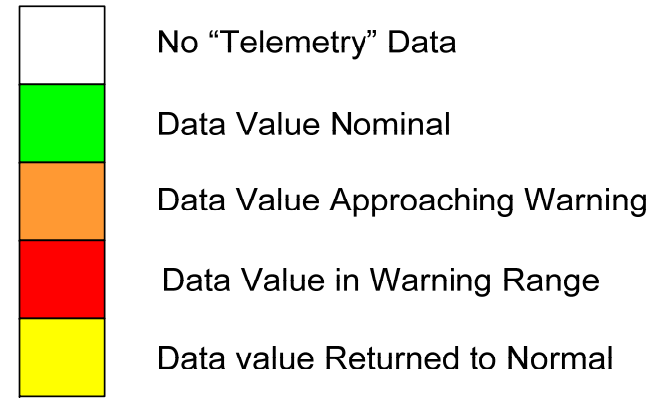 No “Telemetry” Data
Data Value Nominal
Data Value Approaching Warning
Data Value in Warning Range
Data value Returned to Normal